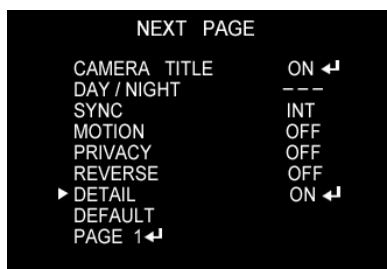 NEXT PAGE
CAMERA TITLE ON ↵
DAY / NIGHT - - -
SYNC INT
MOTION OFF
PRIVACY OFF
REVERSE OFF
▶ DETAIL ON ↵
DEFAULT
PAGE 1 ↵